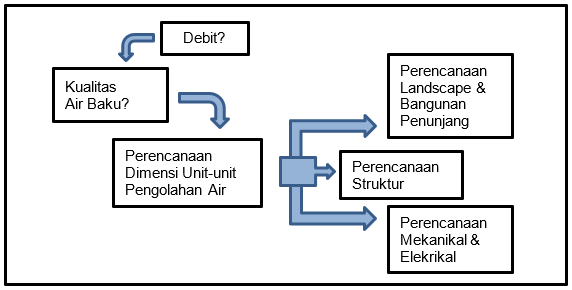 Debit?
Kualitas
Air Baku?
Perencanaan
Dimensi Unit-unit
Pengolahan Air
Perencanaan
Landscape &
Bangunan
Penunjang
Perencanaan
Struktur
Perencanaan
Mekanikal &
Elekrikal